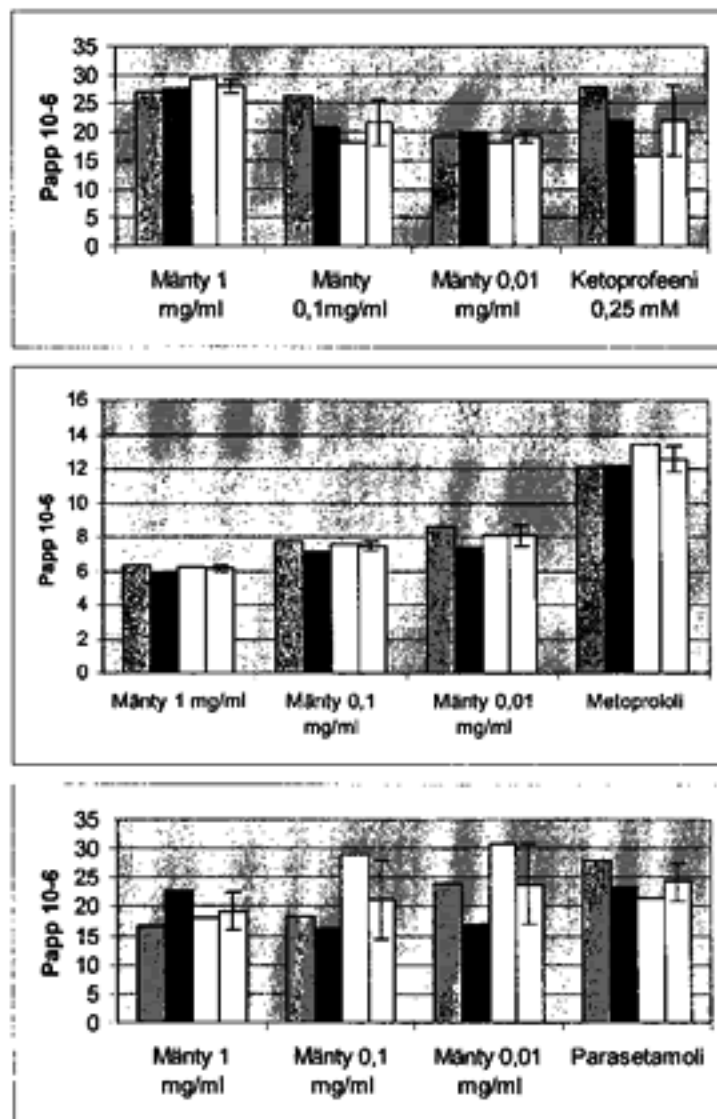 Papp 10-6
35
30
25
20
15
10
5
0
Mänty 1
mg/ml
Mänty
0,1mg/ml
Mänty 0,01
mg/ml
Ketoprofeeni
0,25 mM
Papp 10-6
16
14
12
10
8
6
4
2
0
Mänty 1 mg/ml
Mänty 0,1
mg/ml
Mänty 0,01
mg/ml
Metoprololi
Papp 10-6
35
30
25
20
15
10
5
0
Mänty 1
mg/ml
Mänty 0,1
mg/ml
Mänty 0,01
mg/ml
Parasetamoli